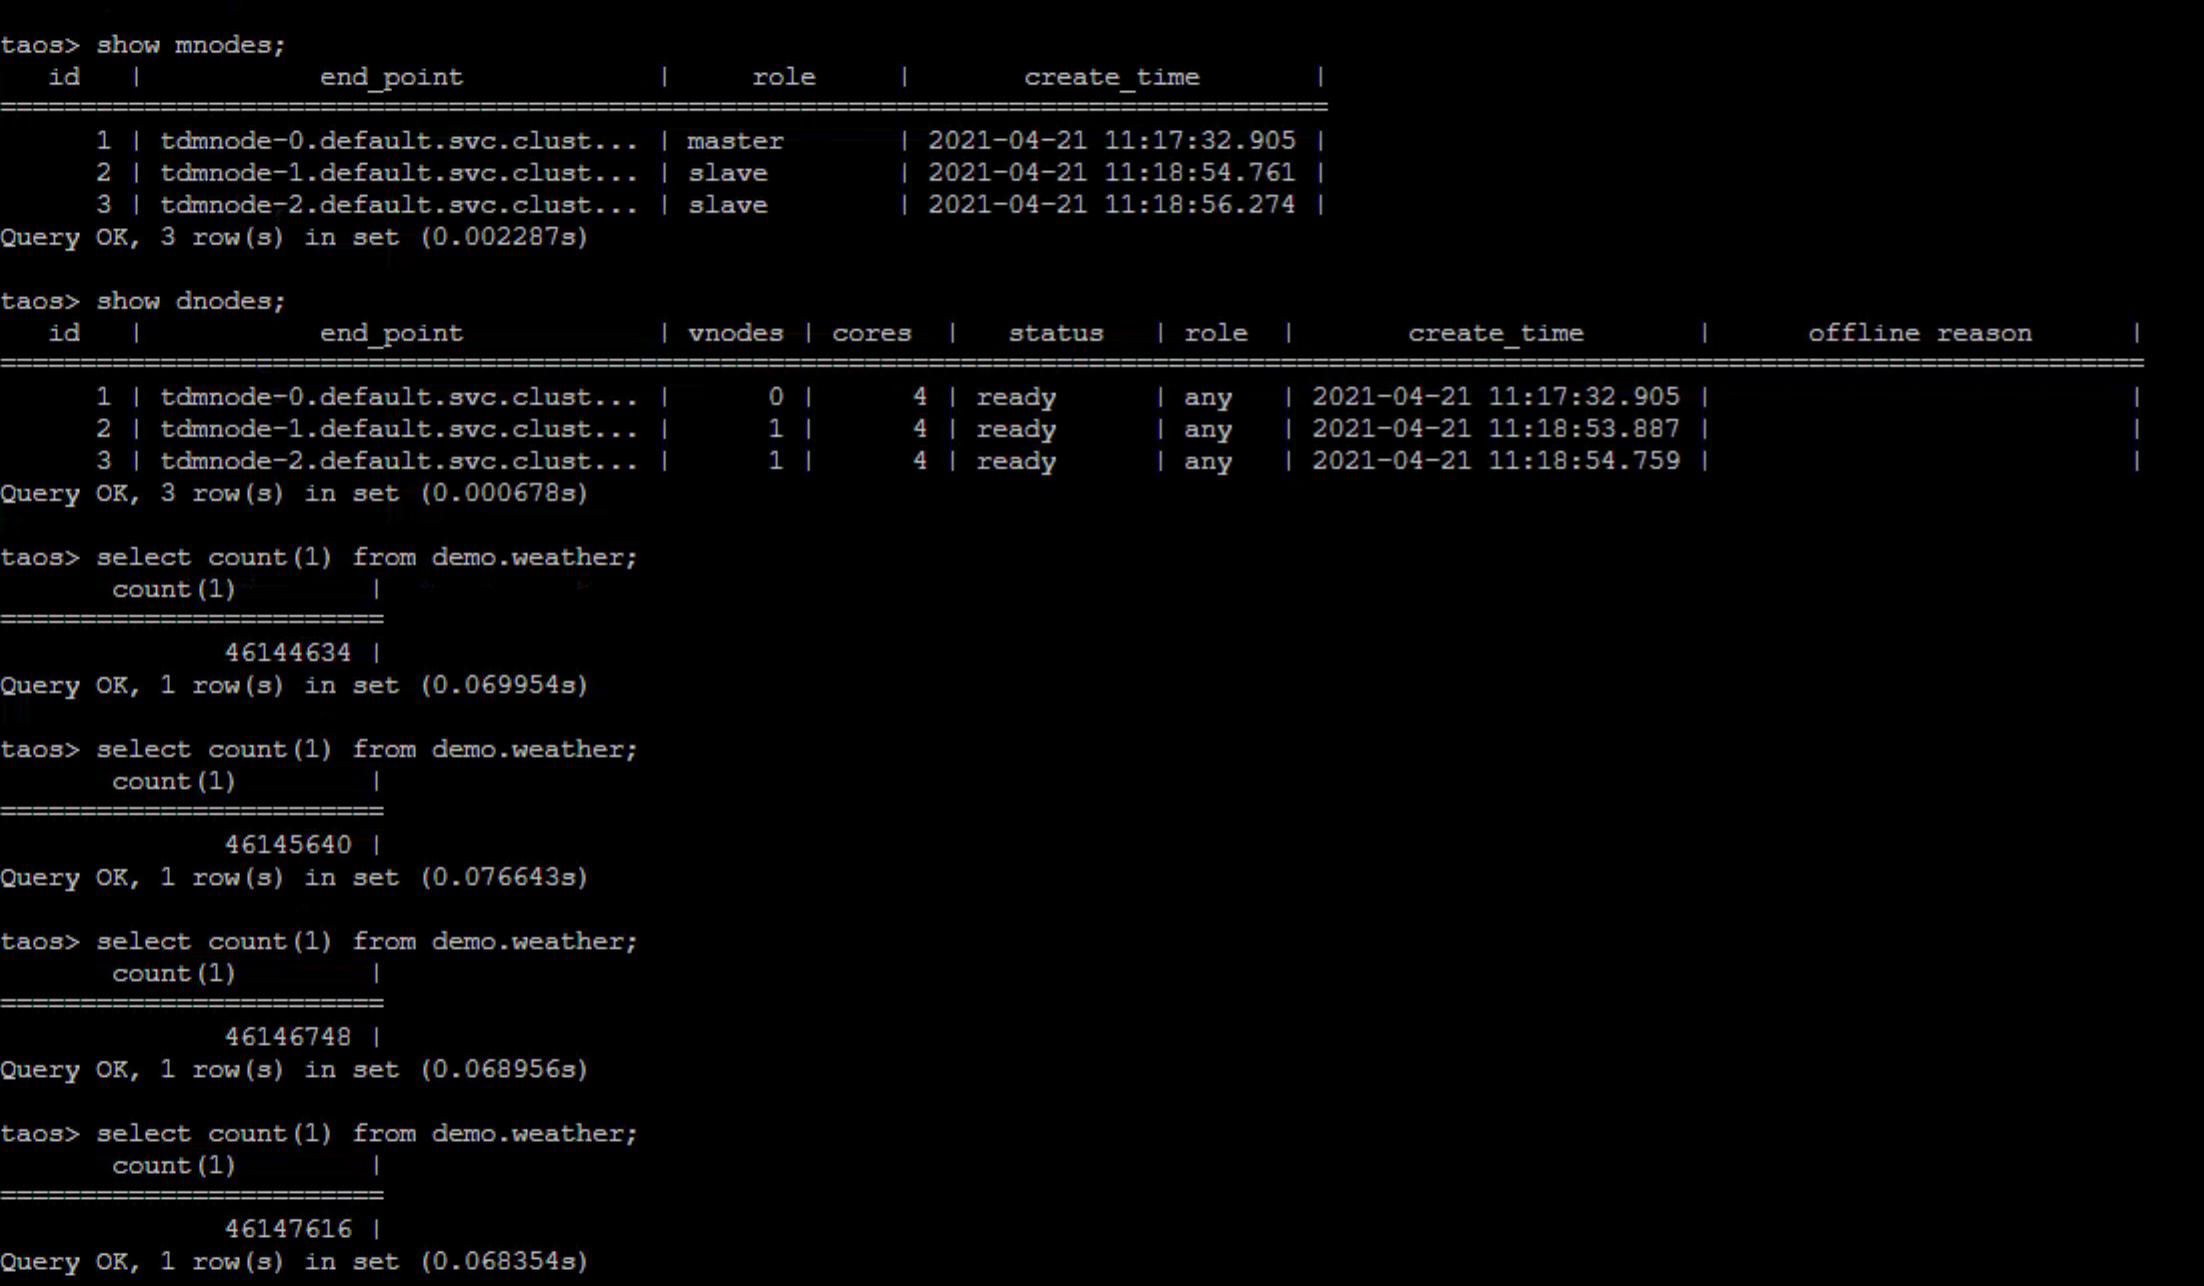 taos> show mnodes;
id | end_point | role | create_time |
================================================================================
1 | tdmnode-0.default.svc.clust... | master | 2021-04-21 11:17:32.905 |
2 | tdmnode-1.default.svc.clust... | slave | 2021-04-21 11:18:54.761 |
3 | tdmnode-2.default.svc.clust... | slave | 2021-04-21 11:18:56.274 |
Query OK, 3 row(s) in set (0.002287s)
taos> show dnodes;
id | end_point | vnodes | cores | status | role | create_time | offline reason |
======================================================================================================================================
1 | tdmnode-0.default.svc.clust... | 0 | 4 | ready | any | 2021-04-21 11:17:32.905 | |
2 | tdmnode-1.default.svc.clust... | 1 | 4 | ready | any | 2021-04-21 11:18:53.887 | |
3 | tdmnode-2.default.svc.clust... | 1 | 4 | ready | any | 2021-04-21 11:18:54.759 | |
Query OK, 3 row(s) in set (0.000678s)
taos> select count(1) from demo.weather;
count(1) |
========================
46144634 |
Query OK, 1 row(s) in set (0.069954s)
taos> select count(1) from demo.weather;
count(1) |
========================
46145640 |
Query OK, 1 row(s) in set (0.076643s)
taos> select count(1) from demo.weather;
count(1) |
========================
46146748 |
Query OK, 1 row(s) in set (0.068956s)
taos> select count(1) from demo.weather;
count(1) |
========================
46147616 |
Query OK, 1 row(s) in set (0.068354s)